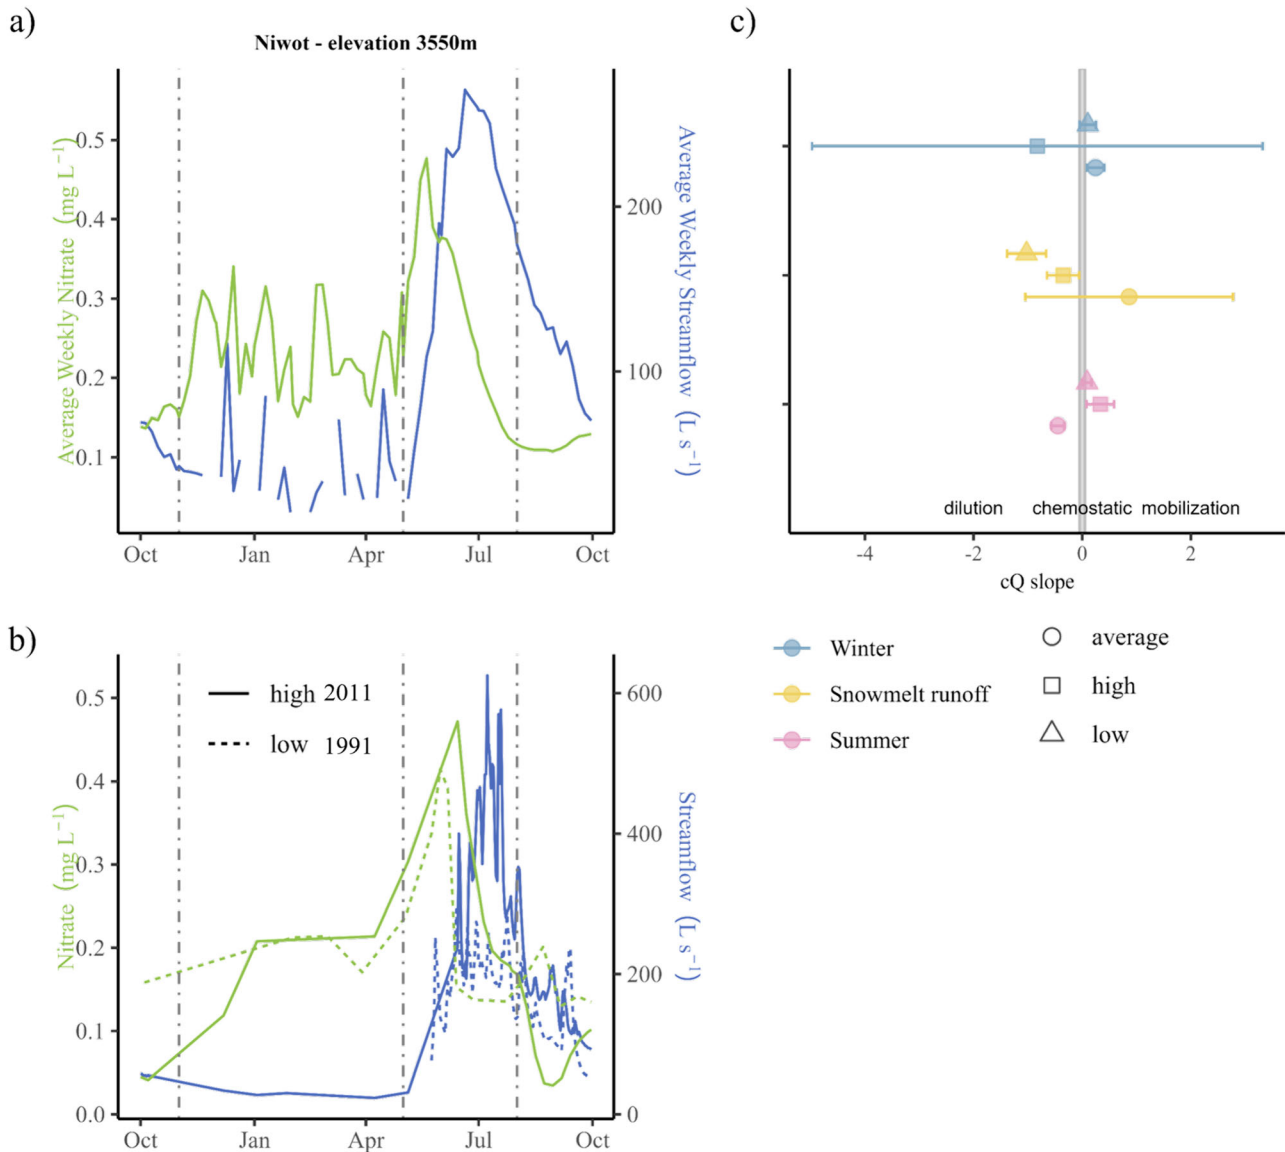 a)
Niwot - elevation 3550m
Average Weekly Nitrate (mg L⁻¹)
0.5
0.4
0.3
0.2
0.1
Average Weekly Streamflow (L s⁻¹)
200
100
Oct
Jan
Apr
Jul
Oct
c)
dilution
chemostatic
mobilization
-4
-2
0
2
cQ slope
Winter
Snowmelt runoff
Summer
average
high
low
b)
high 2011
low 1991
Nitrate (mg L⁻¹)
0.5
0.4
0.3
0.2
0.1
0.0
Streamflow (L s⁻¹)
600
400
200
0
Oct
Jan
Apr
Jul
Oct